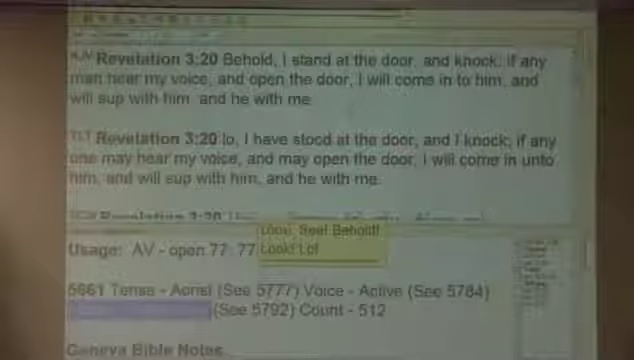 KJV Revelation 3:20 Behold, I stand at the door, and knock: if any
man hear my voice, and open the door, I will come in to him, and
will sup with him, and he with me.
Revelation 3:20 lo, I have stood at the door, and I knock; if any
one may hear my voice, and may open the door, I will come in unto
him, and will sup with him, and he with me.
Revelation 3:20
Look, See! Behold!
Look! Lo!
Usage: AV - open 77; 77
5661 Tense - Aorist (See 5777) Voice - Active (See 5784)
(See 5792) Count - 512
Geneva Bible Notes